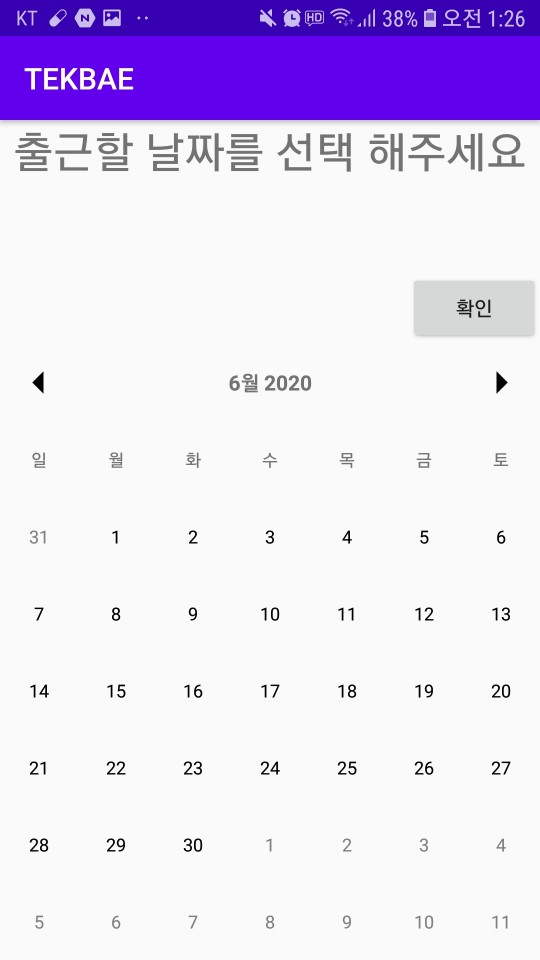 KT HD 38% 오전 1:26
TEKBAE
출근할 날짜를 선택 해주세요
확인
6월 2020
일 월 화 수 목 금 토
31 1 2 3 4 5 6
7 8 9 10 11 12 13
14 15 16 17 18 19 20
21 22 23 24 25 26 27
28 29 30 1 2 3 4
5 6 7 8 9 10 11